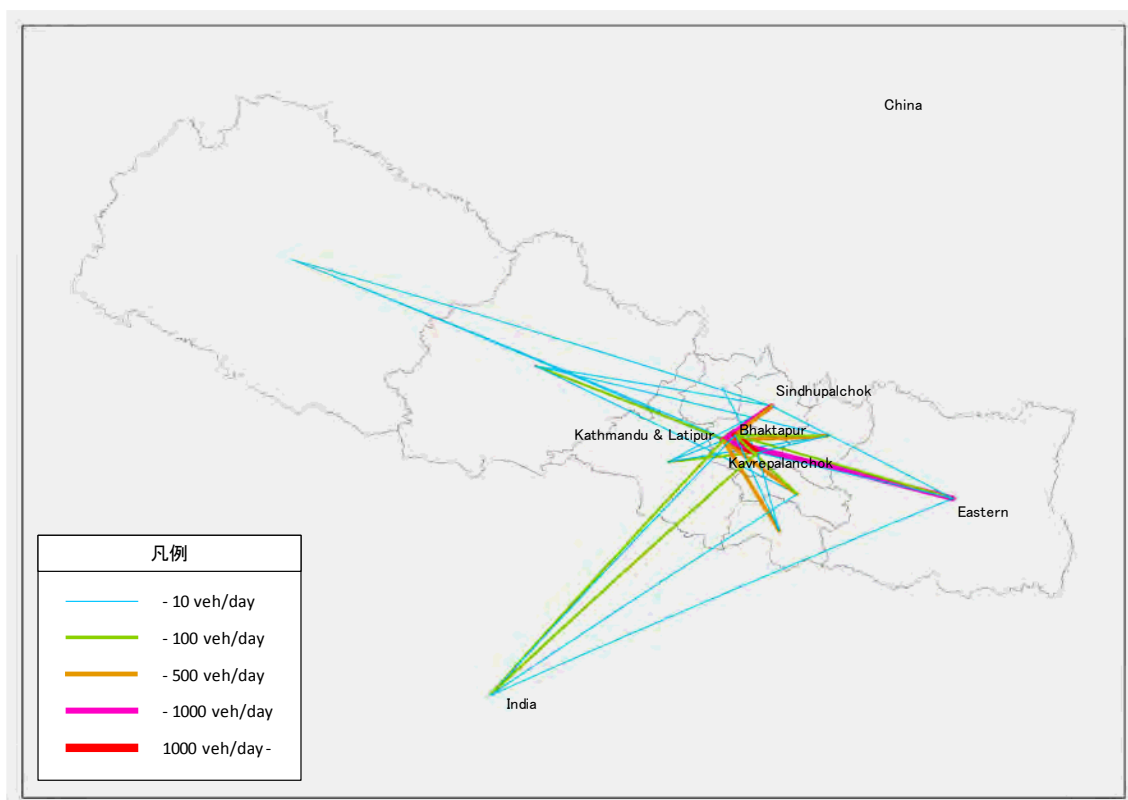 China
Sindhupalchok
Bhaktapur
Kathmandu & Latipur
Kavrepalanchok
Eastern
India
凡例
- 10 veh/day
- 100 veh/day
- 500 veh/day
- 1000 veh/day
1000 veh/day -